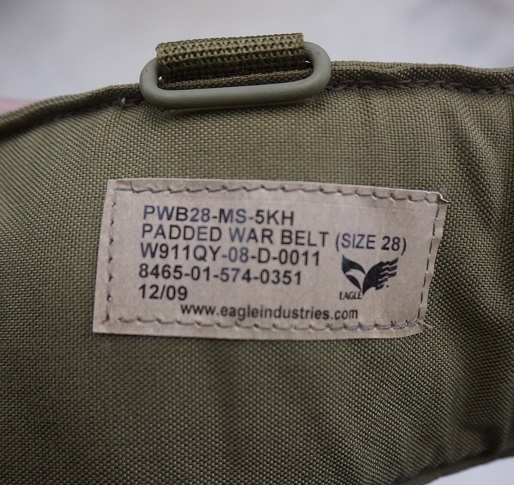 PWB28-MS-5KH
PADDED WAR BELT (SIZE 28)
W911QY-08-D-0011
8465-01-574-0351
12/09
EAGLE
www.eagleindustries.com